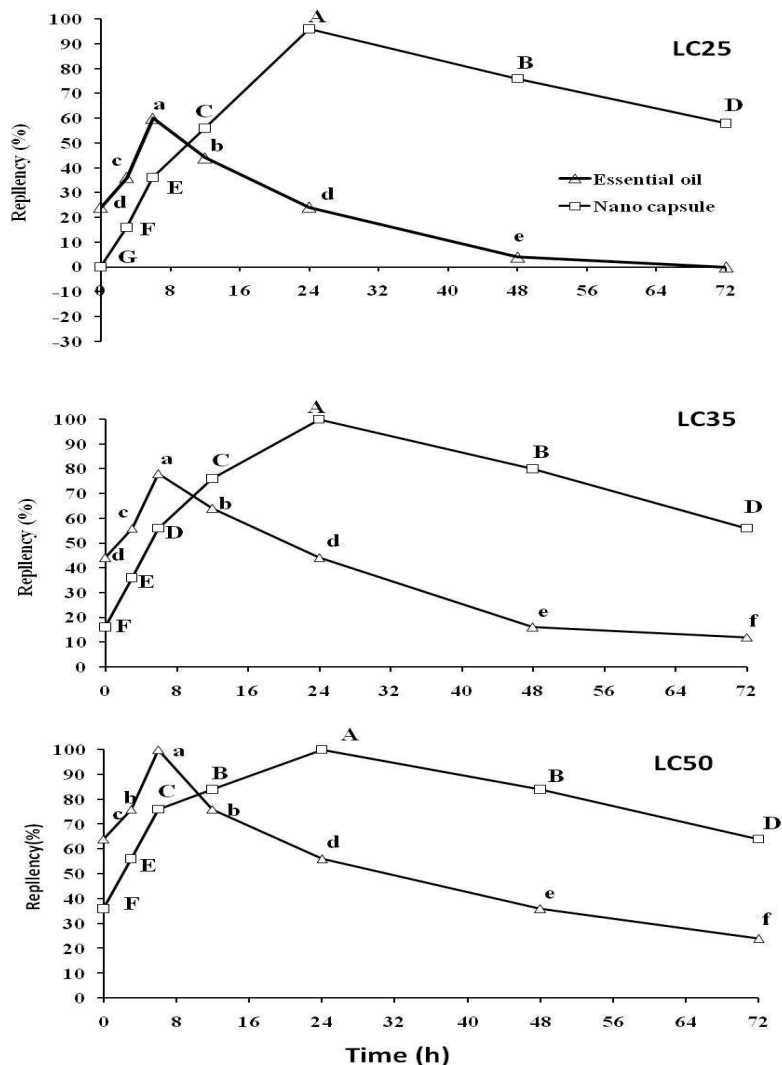 100
A
LC25
90
80
B
70
a
C
D
60
50
b
40
c
Essential oil
30
E
d
Nano capsule
20
d
F
10
e
G
0
-10
0 8 16 24 32 40 48 56 64 72
-20
-30
Repllency (%)
A
LC35
100
90
B
80
a
C
70
D
60
c
b
50
D
d
40
d
30
E
20
e
f
10
F
0
0 8 16 24 32 40 48 56 64 72
Repllency (%)
A
100
a
LC50
90
B
B
80
b
C
70
c
b
D
60
d
50
E
40
e
30
F
f
20
10
0
0 8 16 24 32 40 48 56 64 72
Repllency(%)
Time (h)